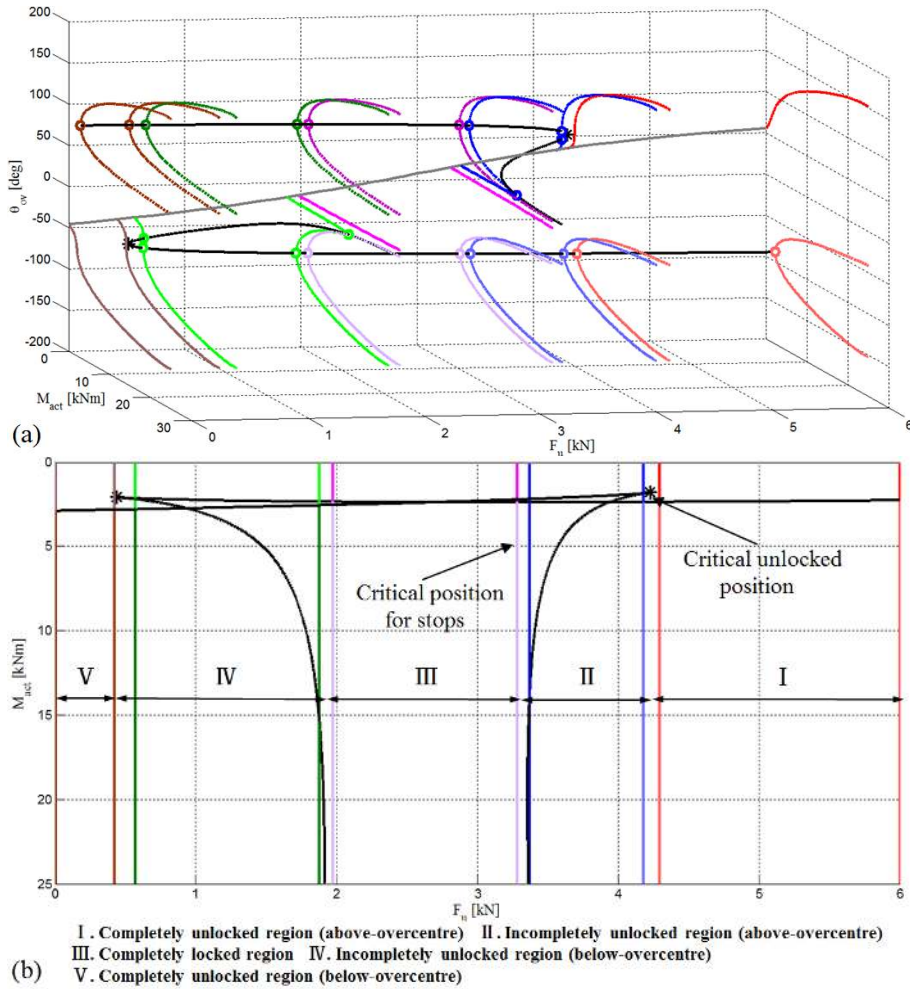 200
150
100
50
0
-50
-100
-150
-200
θov [deg]
0
10
20
30
Mact [kNm]
0
1
2
3
4
5
6
Fn [kN]
(a)
0
5
10
15
20
25
Mact [kNm]
Critical position
for stops
Critical unlocked
position
Ⅴ
Ⅳ
Ⅲ
Ⅱ
Ⅰ
0
1
2
3
4
5
6
Fn [kN]
(b)
Ⅰ. Completely unlocked region (above-overcentre) Ⅱ. Incompletely unlocked region (above-overcentre)
Ⅲ. Completely locked region Ⅳ. Incompletely unlocked region (below-overcentre)
Ⅴ. Completely unlocked region (below-overcentre)